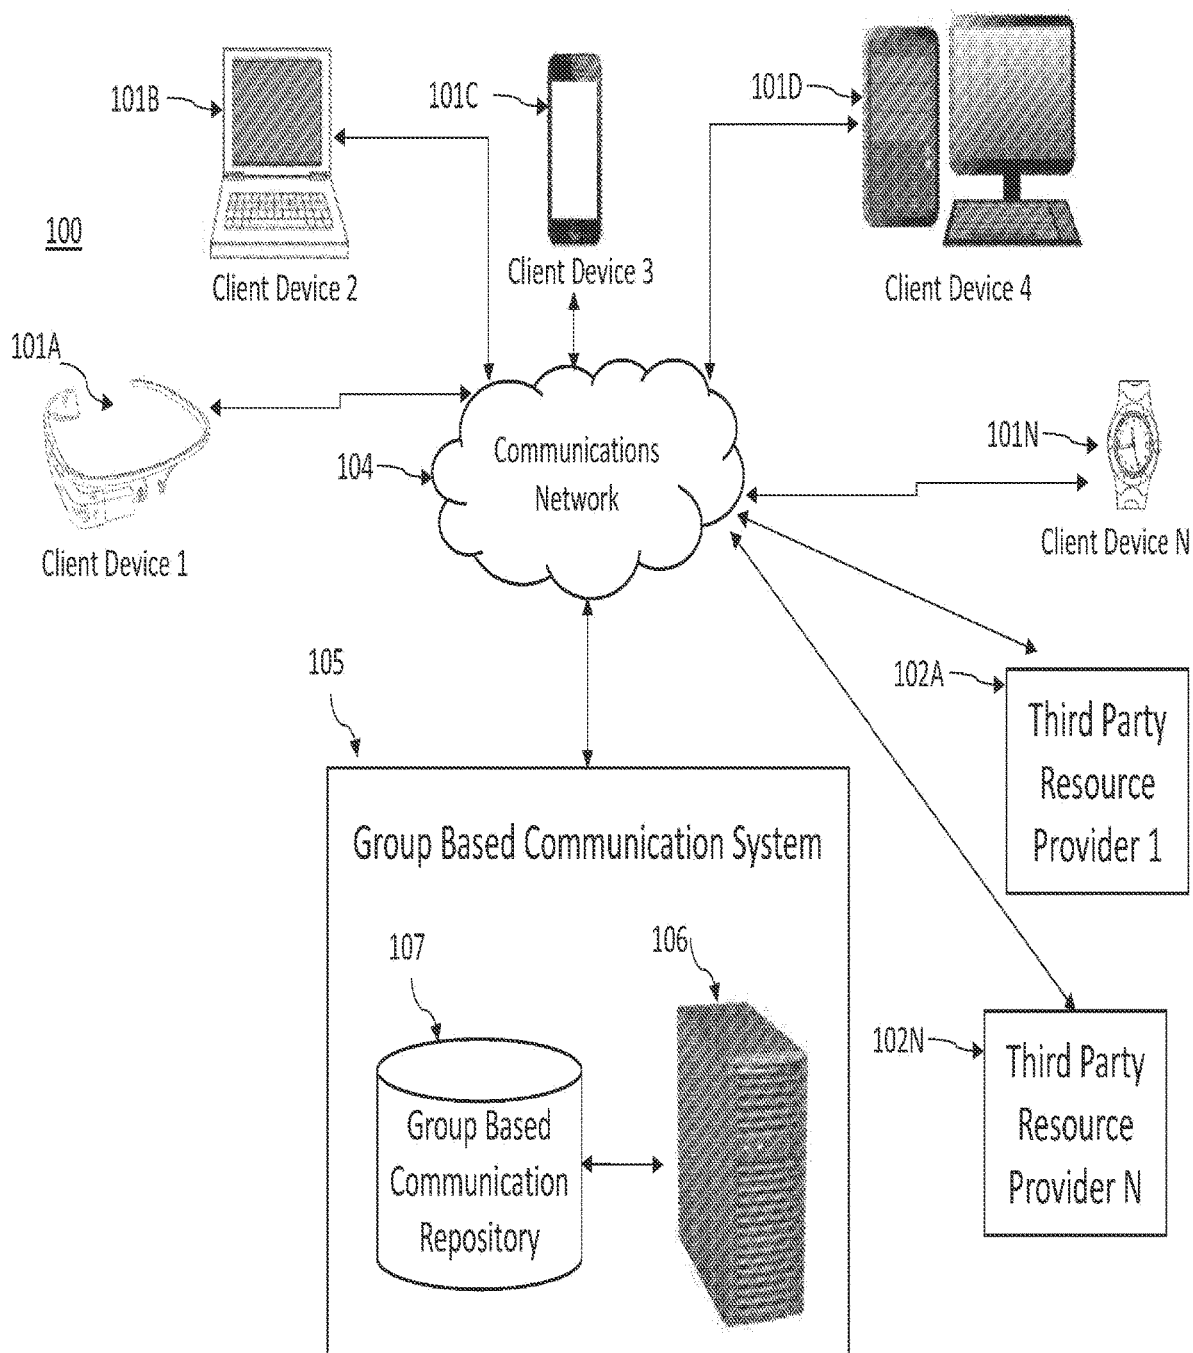 101B
101C
101D
100
Client Device 2
Client Device 3
Client Device 4
101A
Client Device 1
104
Communications
Network
101N
Client Device N
105
102A
Third Party
Resource
Provider 1
Group Based Communication System
107
106
Group Based
Communication
Repository
102N
Third Party
Resource
Provider N